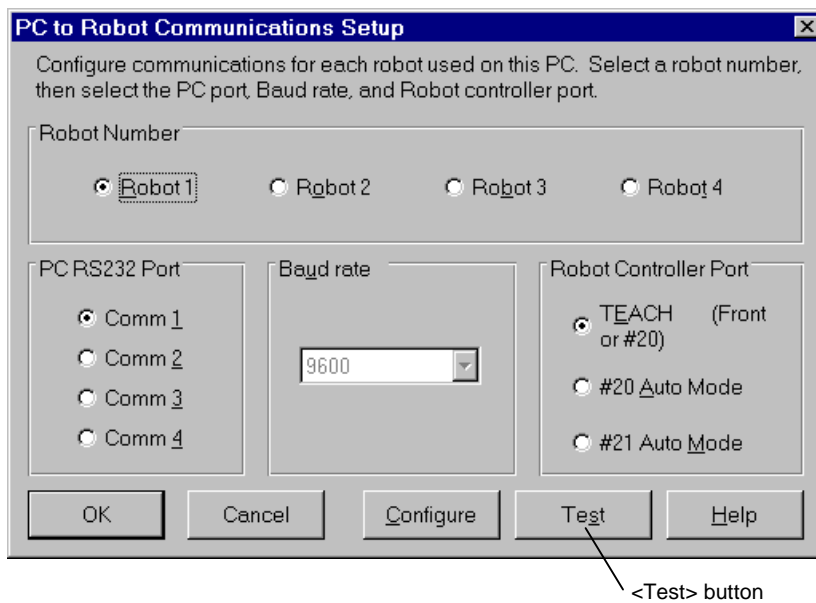 PC to Robot Communications Setup
Configure communications for each robot used on this PC. Select a robot number,
then select the PC port, Baud rate, and Robot controller port.
Robot Number
Robot 1
Robot 2
Robot 3
Robot 4
PC RS232 Port
Comm 1
Comm 2
Comm 3
Comm 4
Baud rate
9600
Robot Controller Port
TEACH (Front
or #20)
#20 Auto Mode
#21 Auto Mode
OK
Cancel
Configure
Test
Help
<Test> button